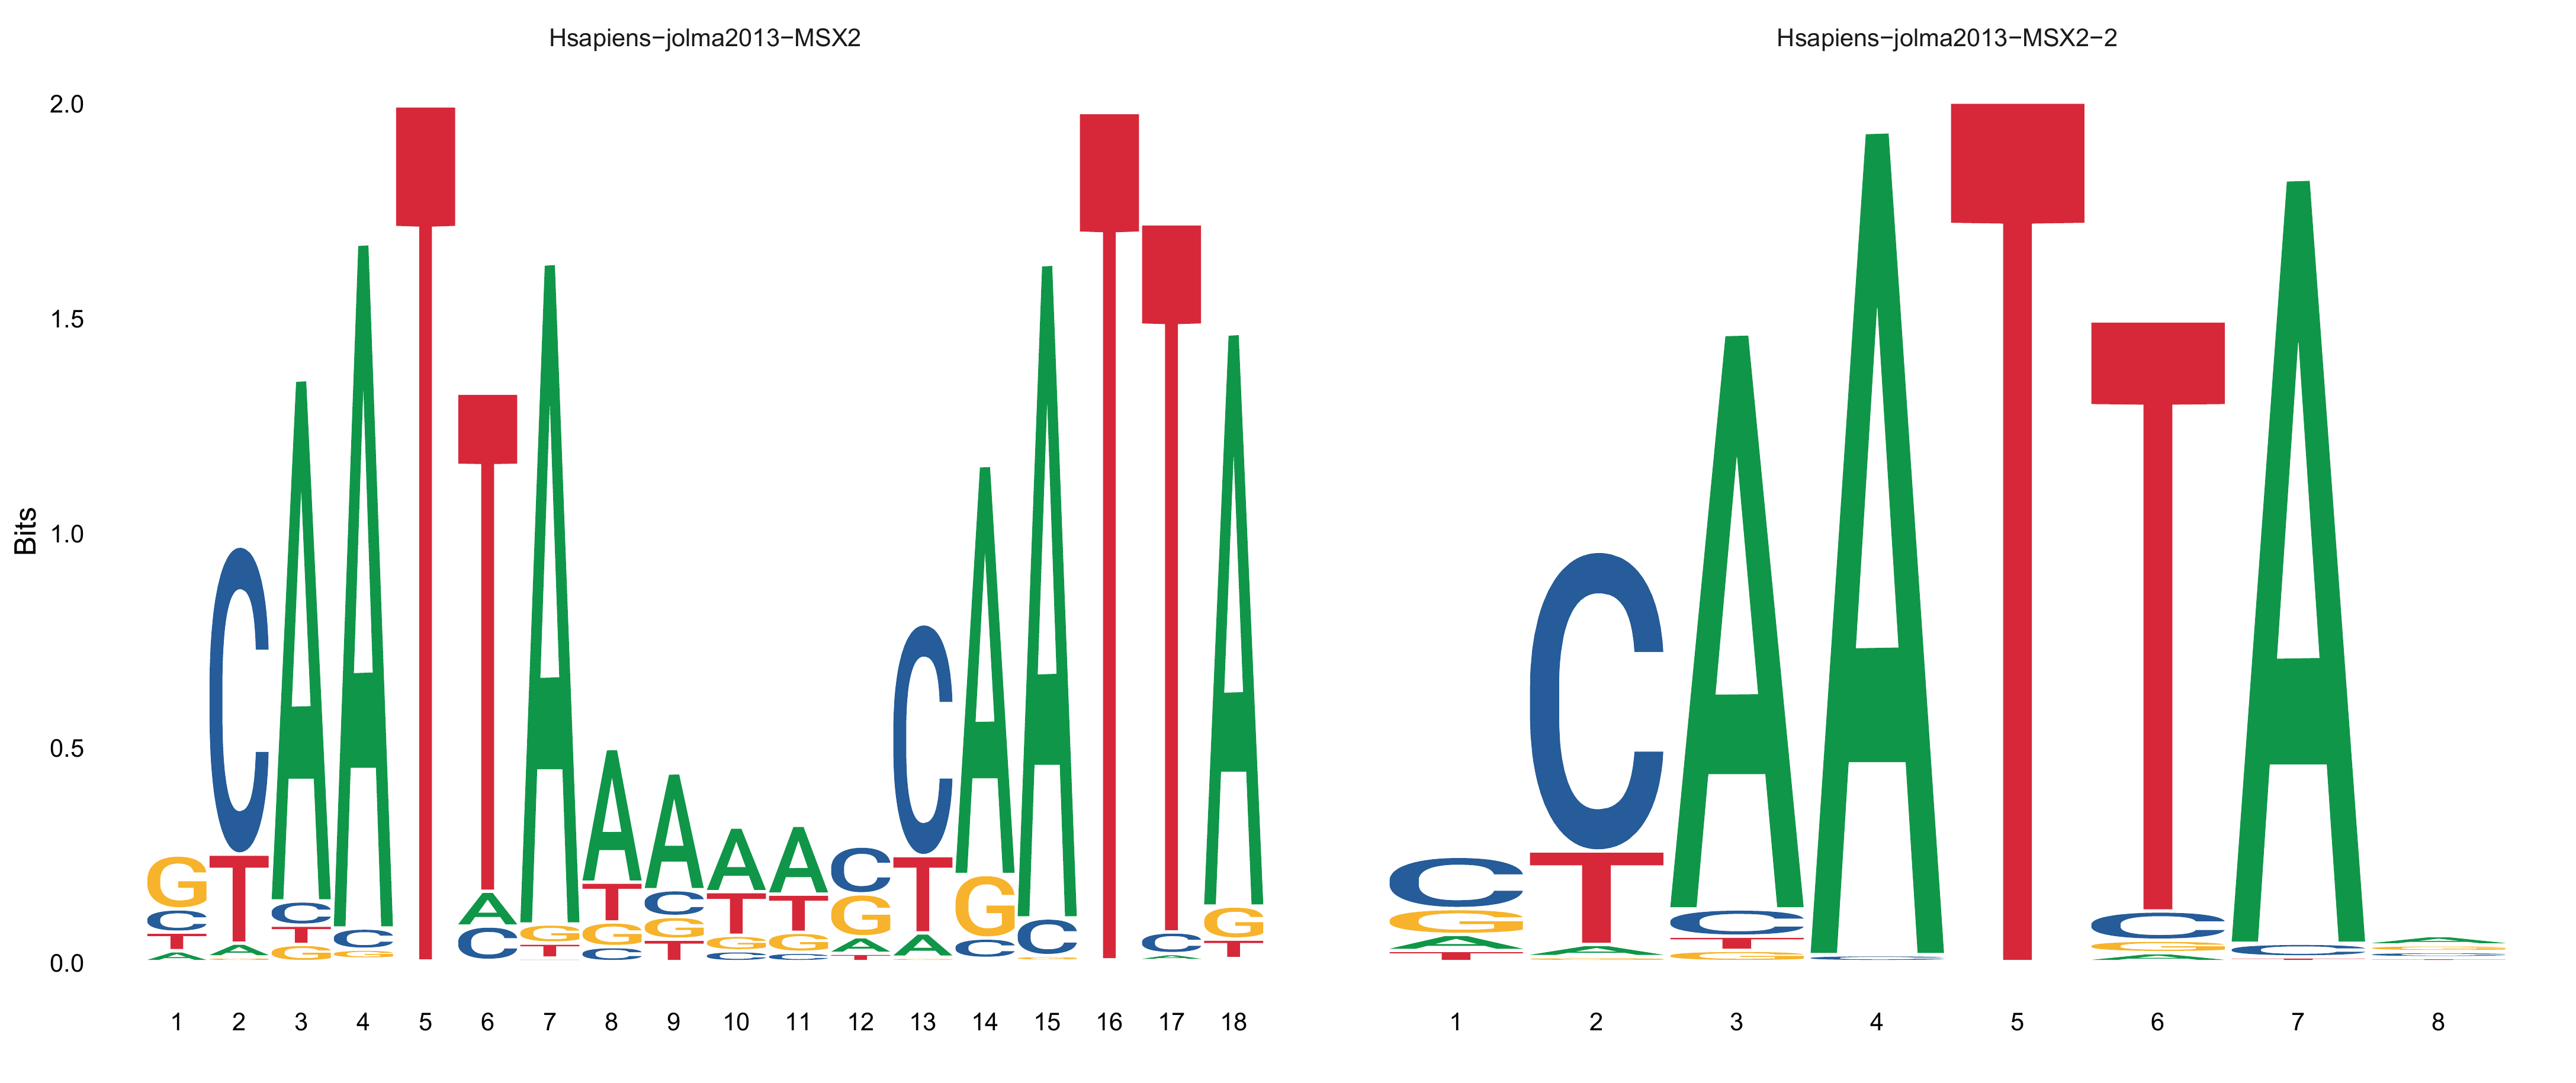 Hsapiens−jolma2013−MSX2 Hsapiens−jolma2013−MSX2−2
2.0
1.5
1.0
0.5
0.0
Bits
1 2 3 4 5 6 7 8 9 10 11 12 13 14 15 16 17 18
1 2 3 4 5 6 7 8
G C T A
C T A
A C T G
A C G
T
T A C
A G T
A T G C
A C G T
A T G C
A T G C
C G A T
C T A
A G C
A C
T
T C A
A G T
C G A T
C T A
A C T G
A C
T
T C G A
A C
A